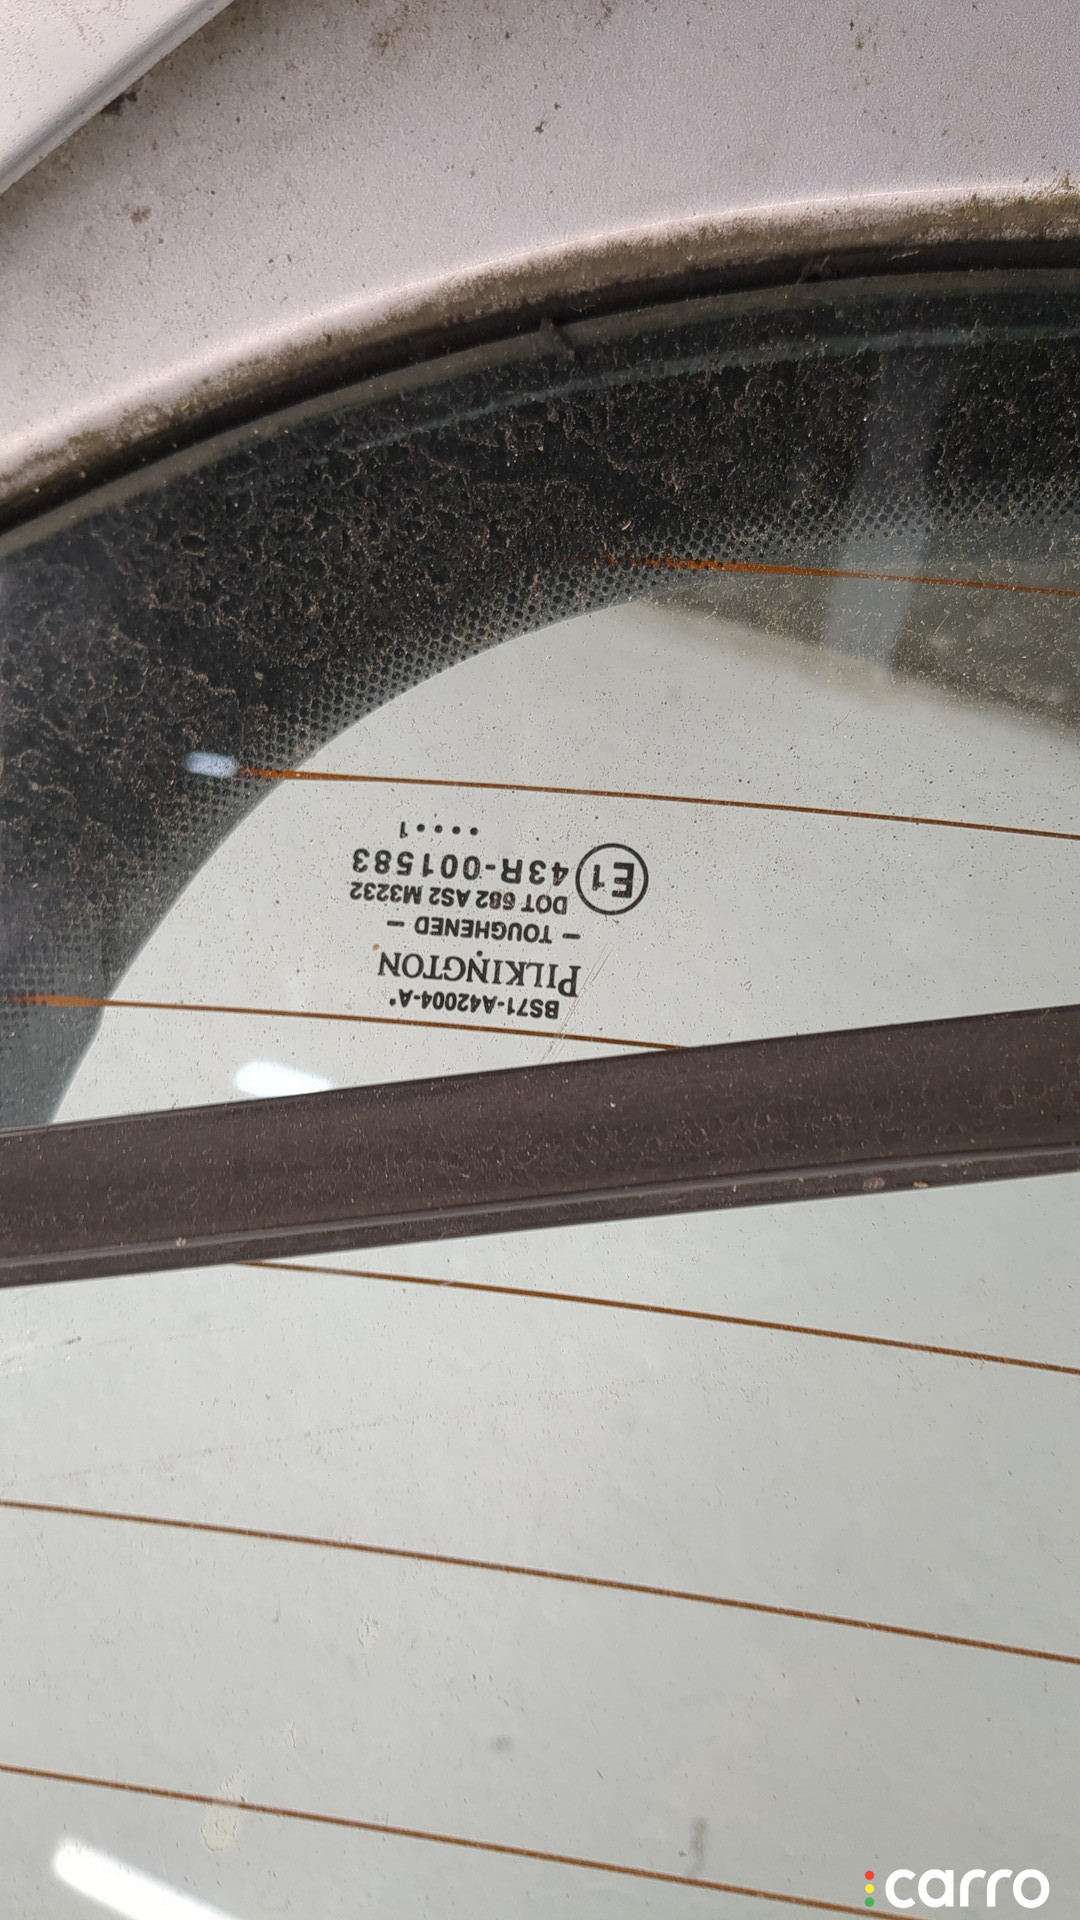 BS71-A42004-A*
PILKINGTON
- TOUGHENED -
DOT 682 AS2 M3232
E1 43R-001583
....1
carro